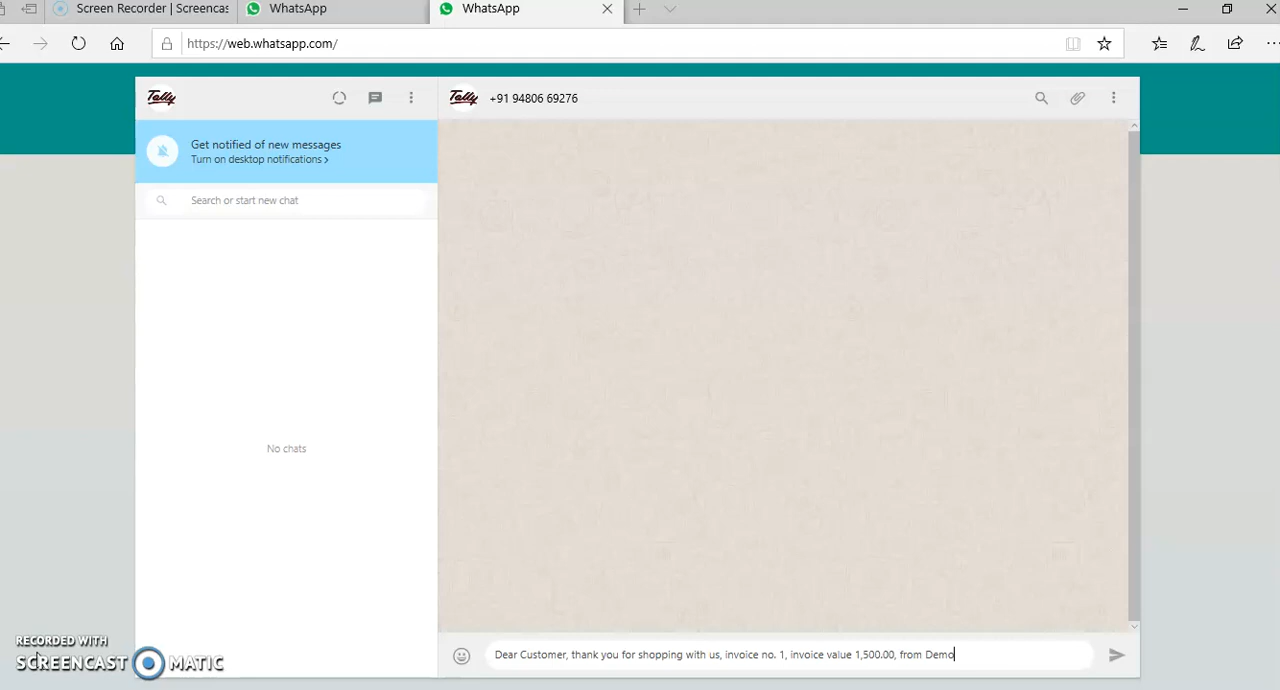 Screen Recorder | Screencas
WhatsApp
WhatsApp
https://web.whatsapp.com/
Tally
Tally
+91 94806 69276
Get notified of new messages
Turn on desktop notifications >
Search or start new chat
No chats
RECORDED WITH
SCREENCAST MATIC
Dear Customer, thank you for shopping with us, invoice no. 1, invoice value 1,500.00, from Demo